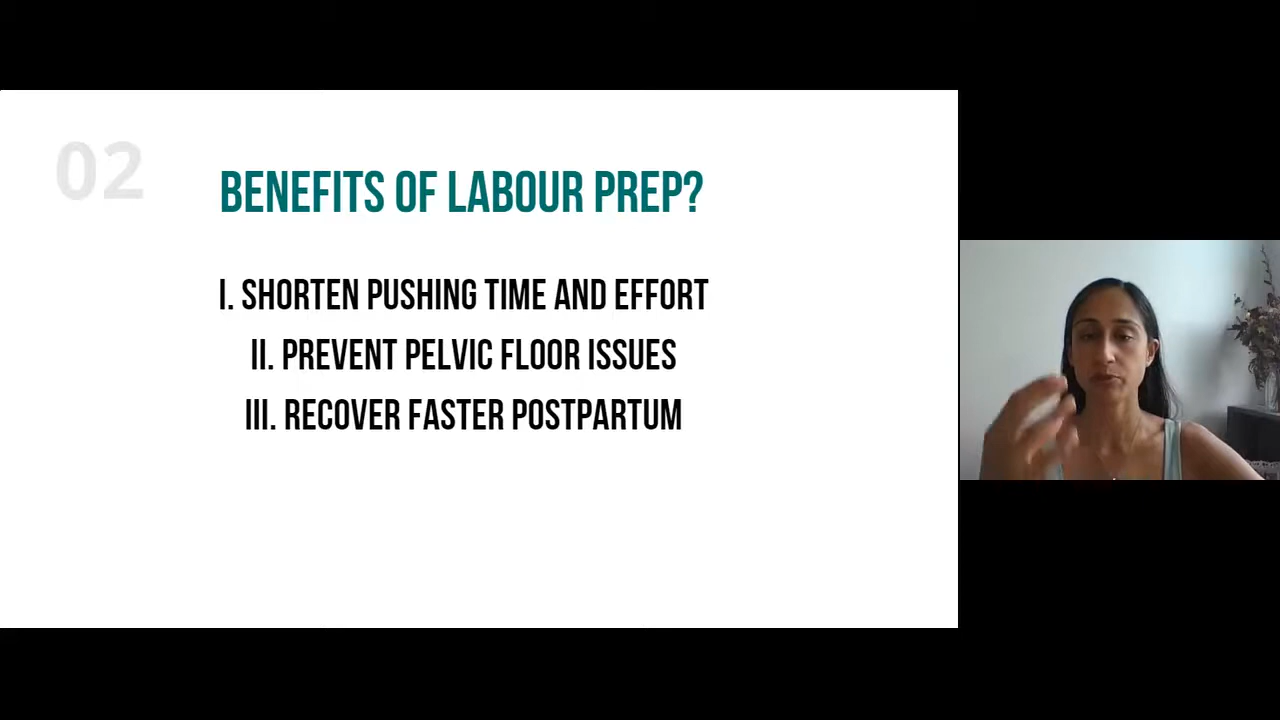 02
BENEFITS OF LABOUR PREP?
I. SHORTEN PUSHING TIME AND EFFORT
II. PREVENT PELVIC FLOOR ISSUES
III. RECOVER FASTER POSTPARTUM